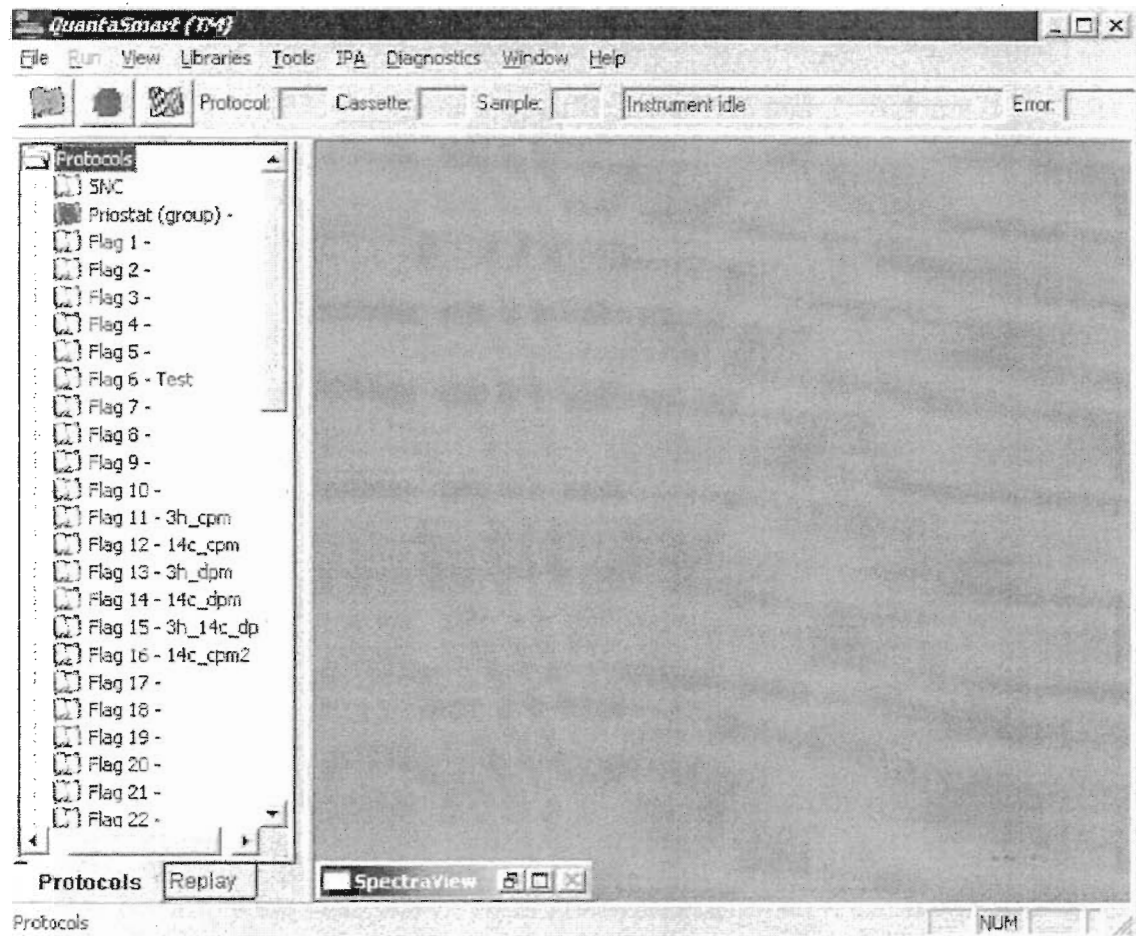 QuantaSmart (TM)
File Run View Libraries Tools IPA Diagnostics Window Help
Protocol: Cassette: Sample: Instrument idle Error:
Protocols
SNC
Priostat (group) -
Flag 1 -
Flag 2 -
Flag 3 -
Flag 4 -
Flag 5 -
Flag 6 - Test
Flag 7 -
Flag 8 -
Flag 9 -
Flag 10 -
Flag 11 - 3h_cpm
Flag 12 - 14c_cpm
Flag 13 - 3h_dpm
Flag 14 - 14c_dpm
Flag 15 - 3h_14c_dp
Flag 16 - 14c_cpm2
Flag 17 -
Flag 18 -
Flag 19 -
Flag 20 -
Flag 21 -
Flag 22 -
Protocols Replay SpectraView
Protocols NUM